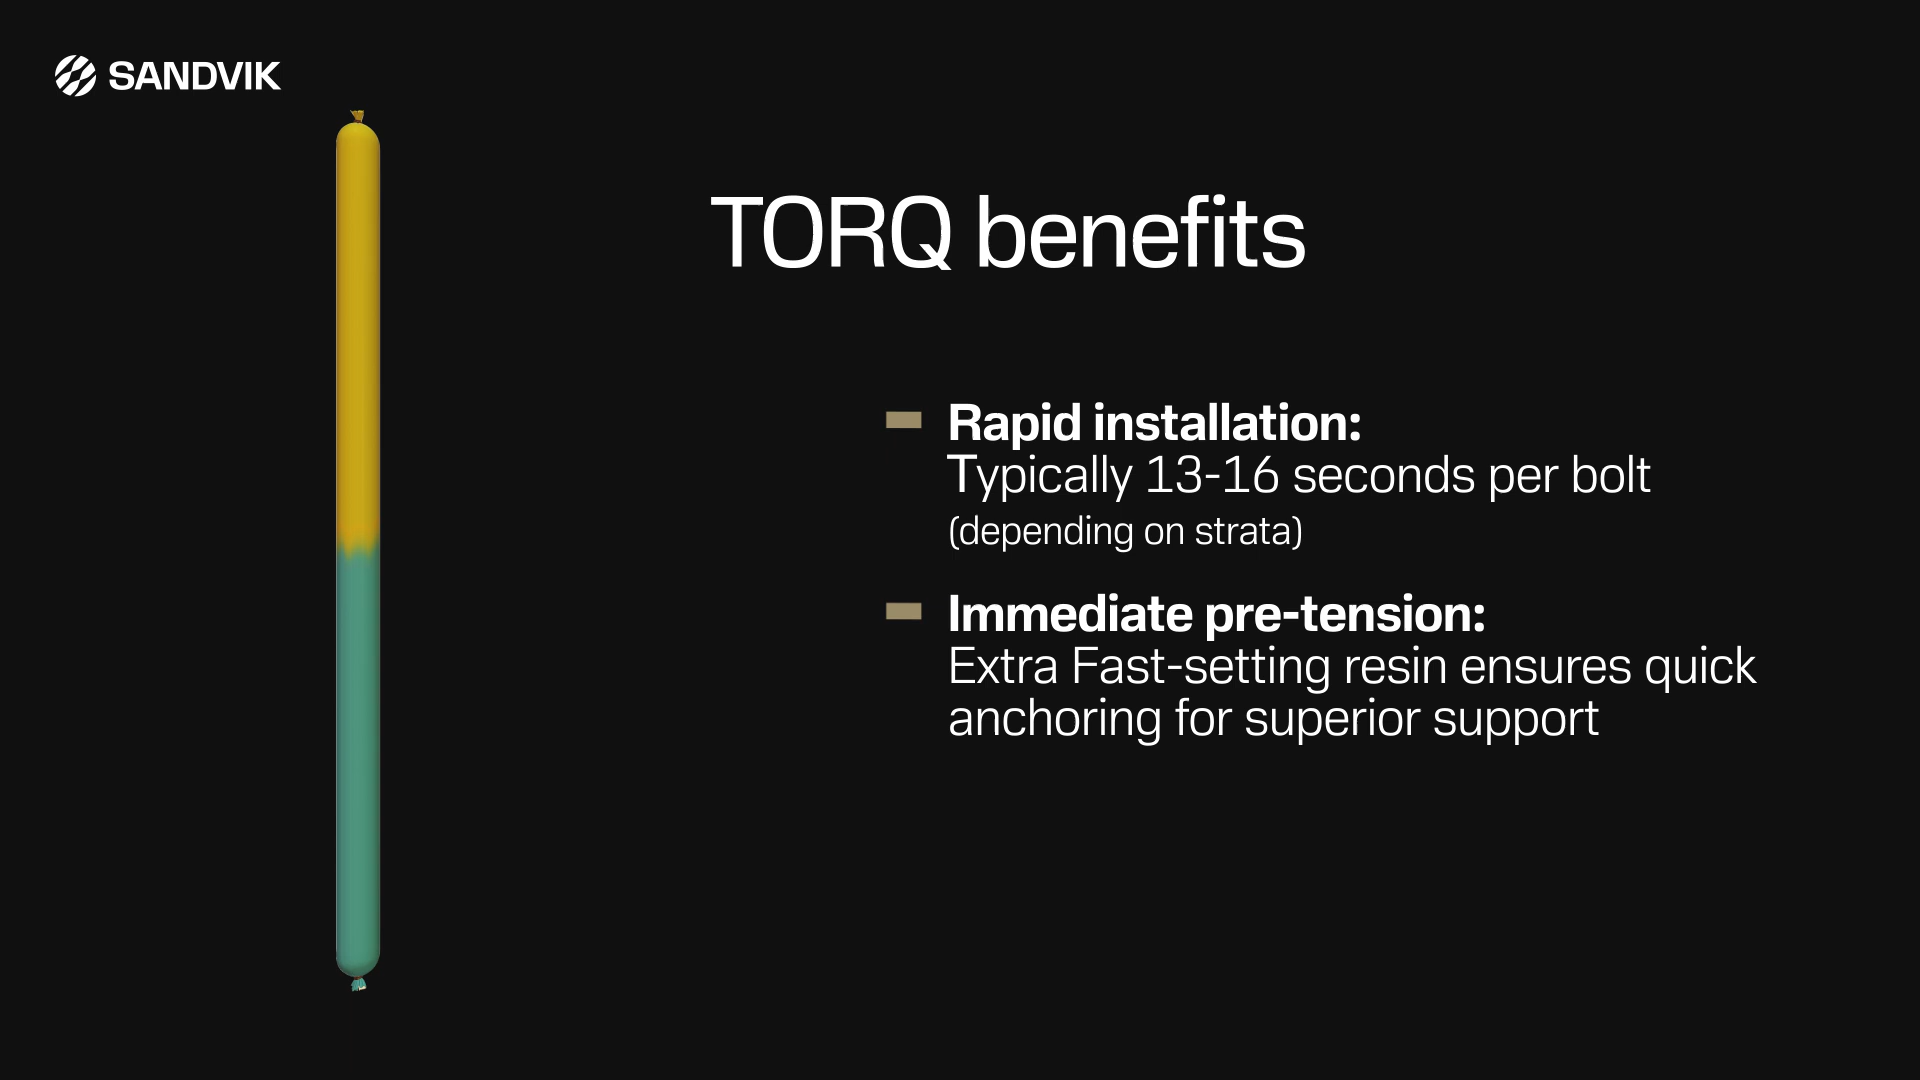 SANDVIK
TORQ benefits
Rapid installation:
Typically 13-16 seconds per bolt
(depending on strata)
Immediate pre-tension:
Extra Fast-setting resin ensures quick
anchoring for superior support